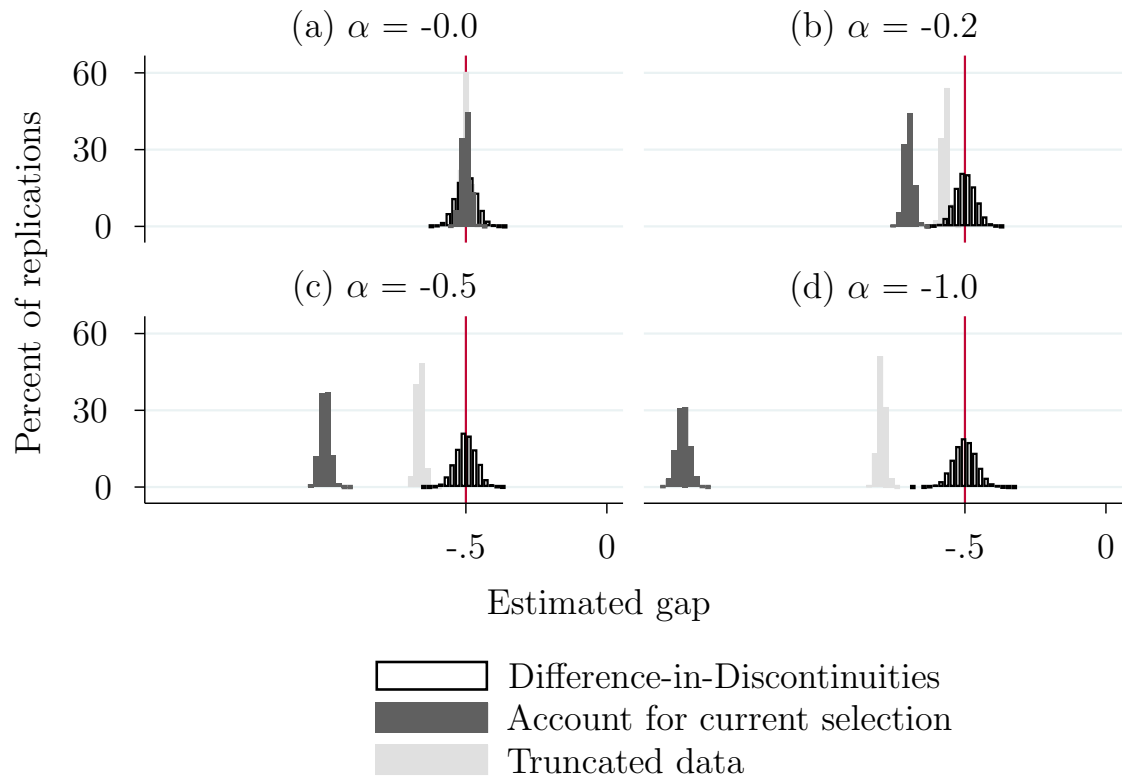 (a) α = -0.0
(b) α = -0.2
60
30
0
(c) α = -0.5
(d) α = -1.0
60
30
0
Percent of replications
-.5
0
-.5
0
Estimated gap
Difference-in-Discontinuities
Account for current selection
Truncated data